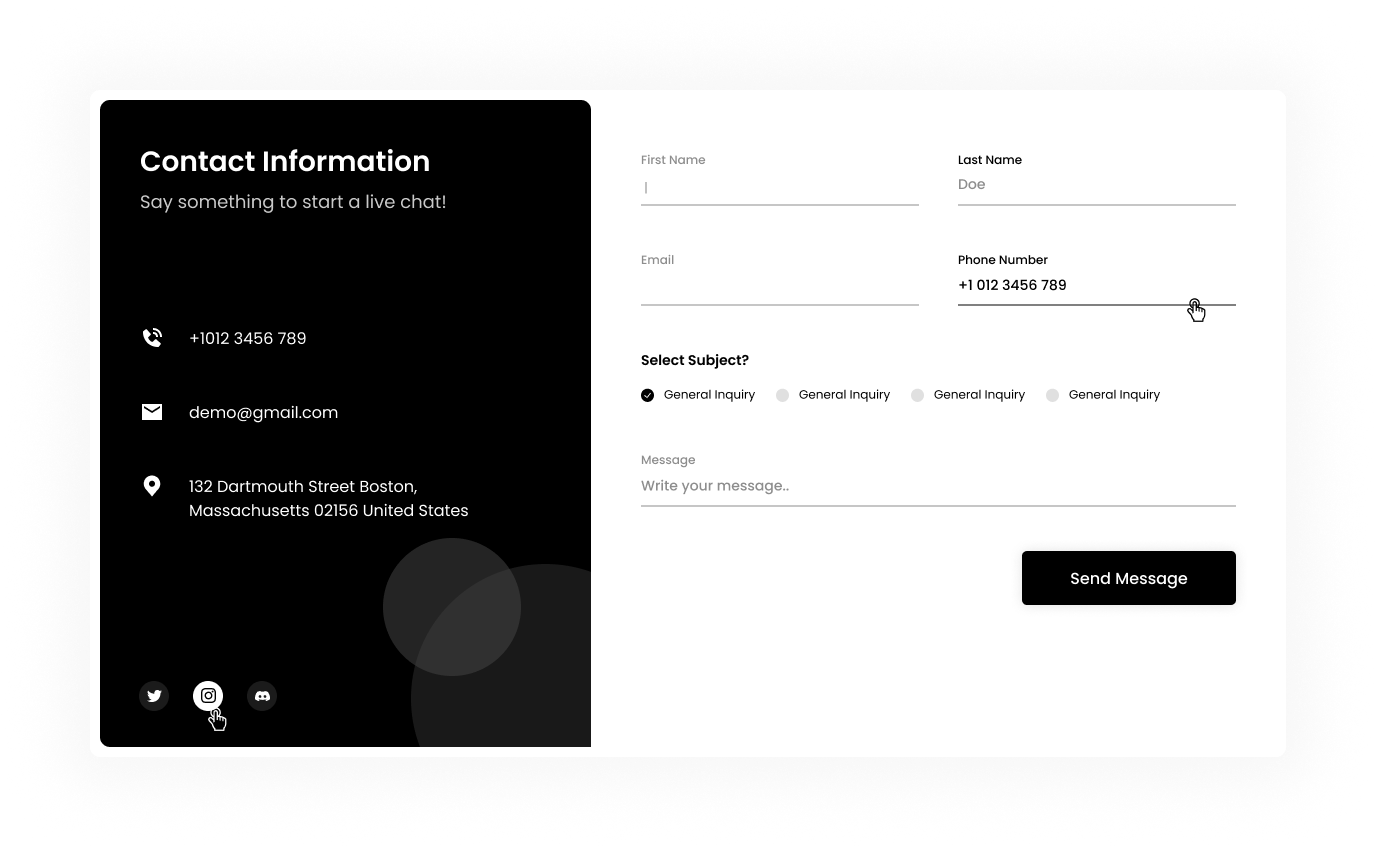 Contact Information
Say something to start a live chat!
+1012 3456 789
demo@gmail.com
132 Dartmouth Street Boston,
Massachusetts 02156 United States
First Name
Last Name
Doe
Email
Phone Number
+1 012 3456 789
Select Subject?
General Inquiry General Inquiry General Inquiry General Inquiry
Message
Write your message..
Send Message